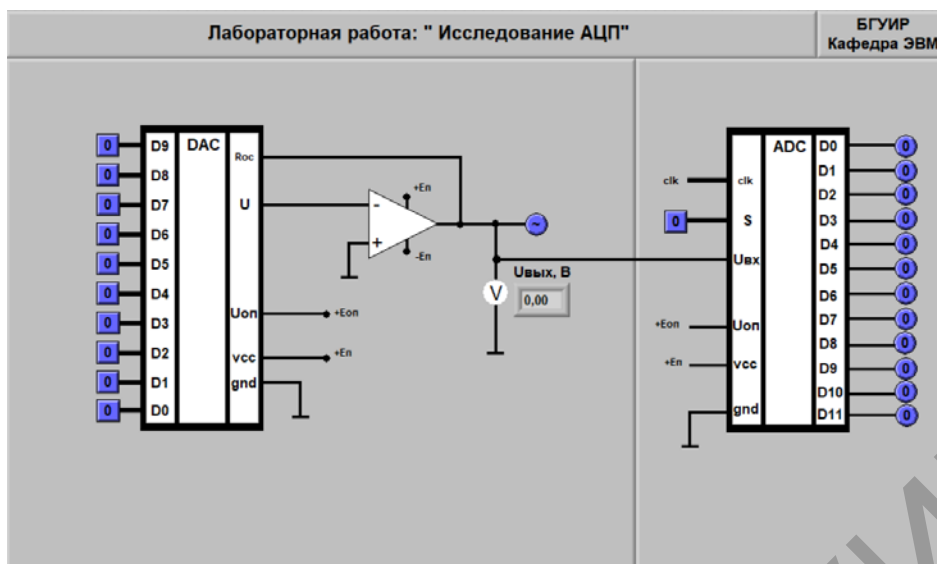 Лабораторная работа: " Исследование АЦП"
БГУИР
Кафедра ЭВМ
0 D9 DAC Roc
0 D8
0 D7 U
0 D6
0 D5
0 D4
0 D3 Uon
0 D2 vcc
0 D1 gnd
0 D0
+En
-
+
-En
~
Uвых, В
V 0,00
+Eon
+En
ADC D0 0
clk clk D1 0
D2 0
0 S D3 0
D4 0
Uвх D5 0
D6 0
+Eon Uon D7 0
D8 0
+En vcc D9 0
D10 0
gnd D11 0